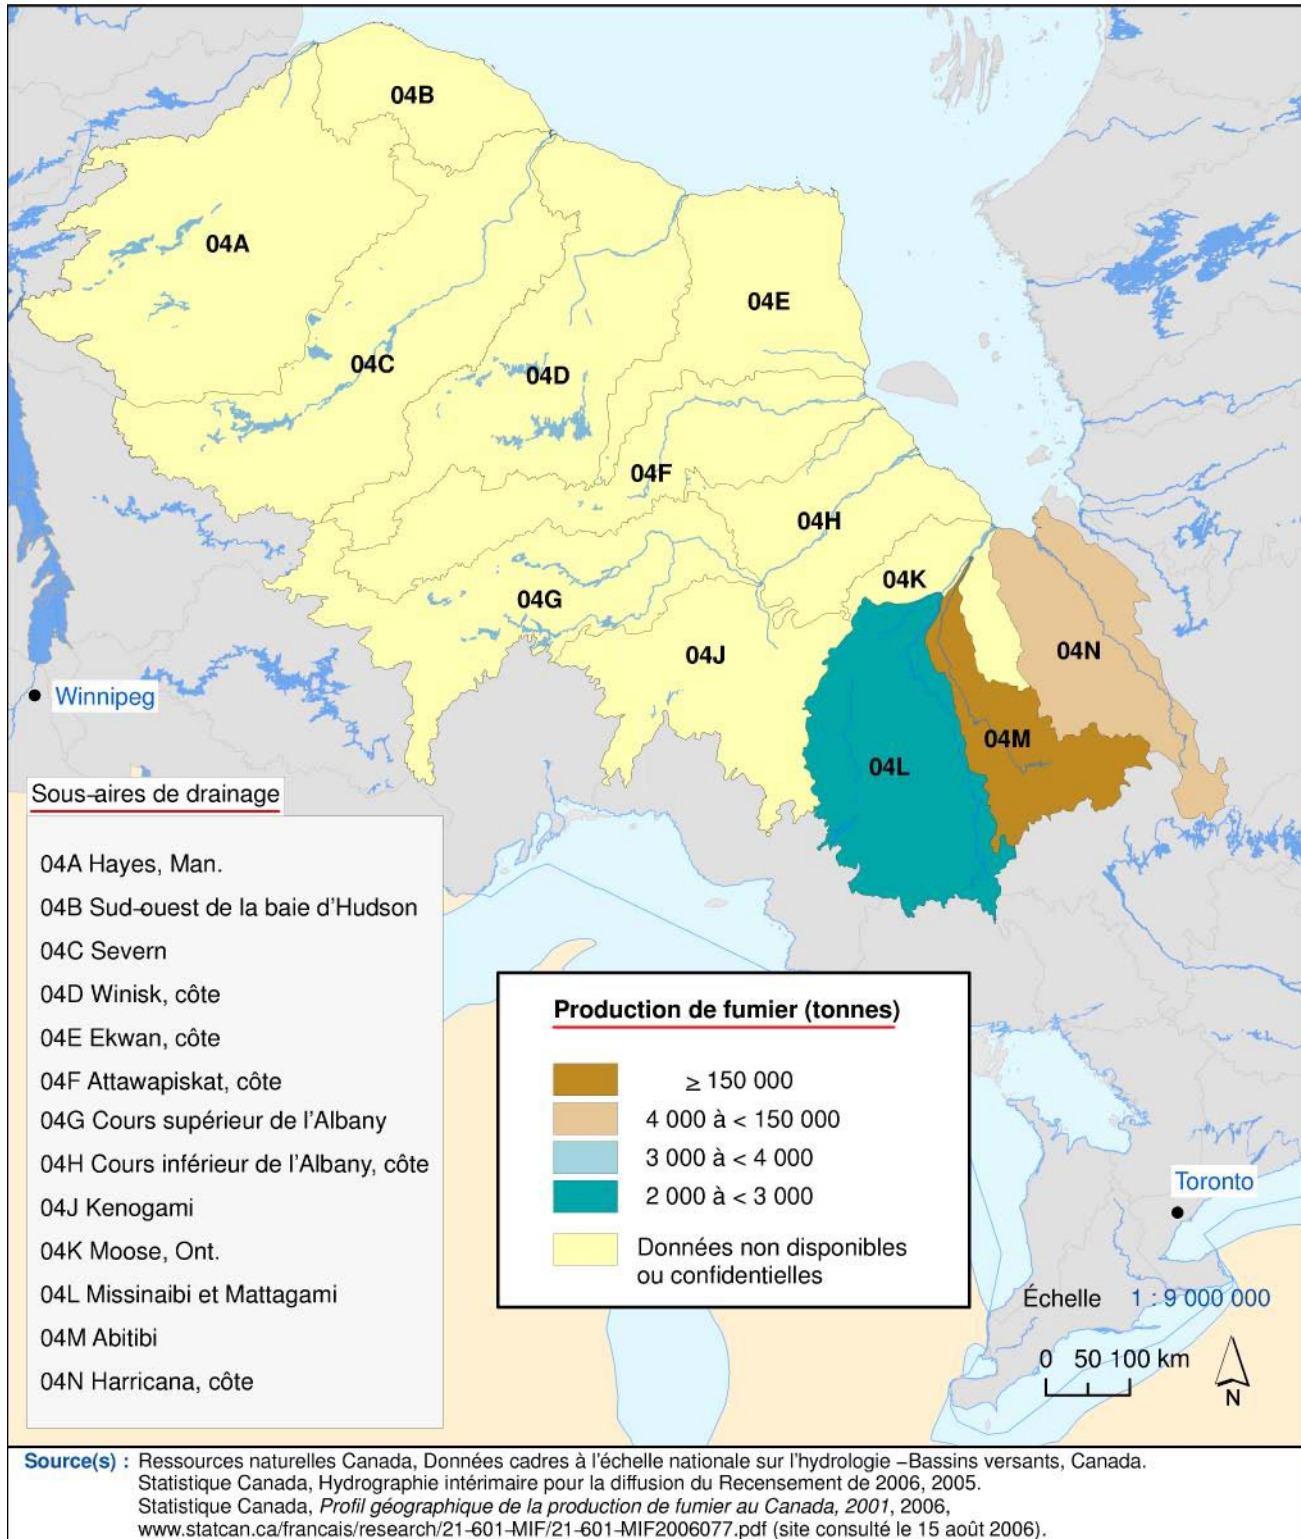 04B
04A
04E
04C
04D
04F
04H
04K
04G
04J
04N
Winnipeg
04M
04L
Sous-aires de drainage
04A Hayes, Man.
04B Sud-ouest de la baie d'Hudson
04C Severn
04D Winisk, côte
04E Ekwan, côte
04F Attawapiskat, côte
04G Cours supérieur de l'Albany
04H Cours inférieur de l'Albany, côte
04J Kenogami
04K Moose, Ont.
04L Missinaibi et Mattagami
04M Abitibi
04N Harricana, côte
Production de fumier (tonnes)
≥ 150 000
4 000 à < 150 000
3 000 à < 4 000
2 000 à < 3 000
Données non disponibles
ou confidentielles
Toronto
Échelle 1 : 9 000 000
0 50 100 km
N
Source(s) : Ressources naturelles Canada, Données cadres à l'échelle nationale sur l'hydrologie –Bassins versants, Canada.
Statistique Canada, Hydrographie intérimaire pour la diffusion du Recensement de 2006, 2005.
Statistique Canada, Profil géographique de la production de fumier au Canada, 2001, 2006,
www.statcan.ca/francais/research/21-601-MIF/21-601-MIF2006077.pdf (site consulté le 15 août 2006).